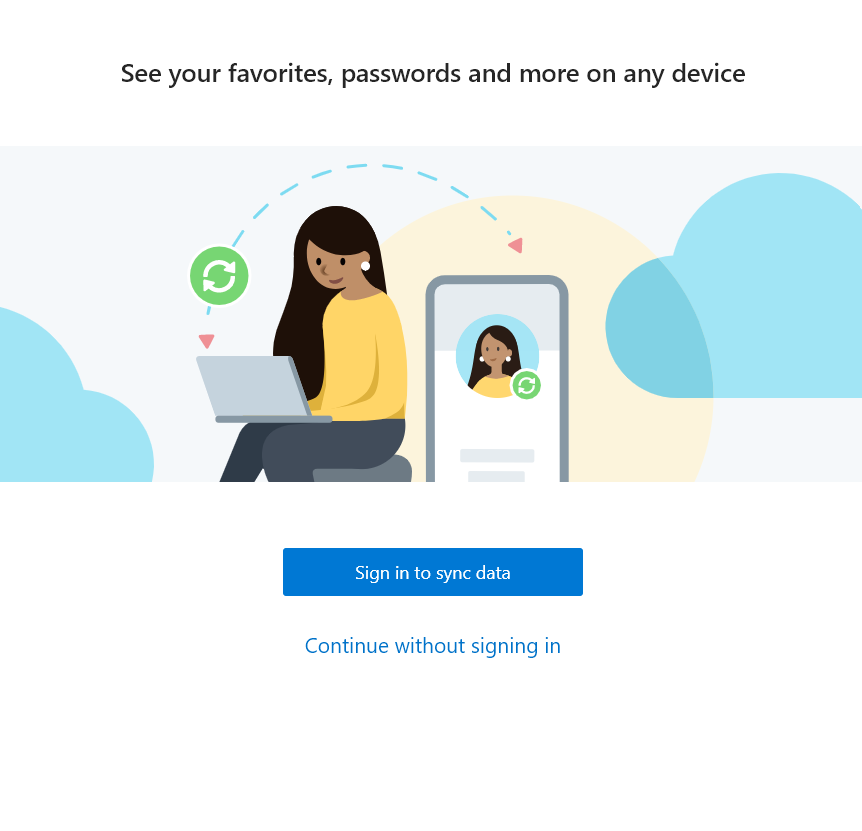 See your favorites, passwords and more on any device
Sign in to sync data
Continue without signing in